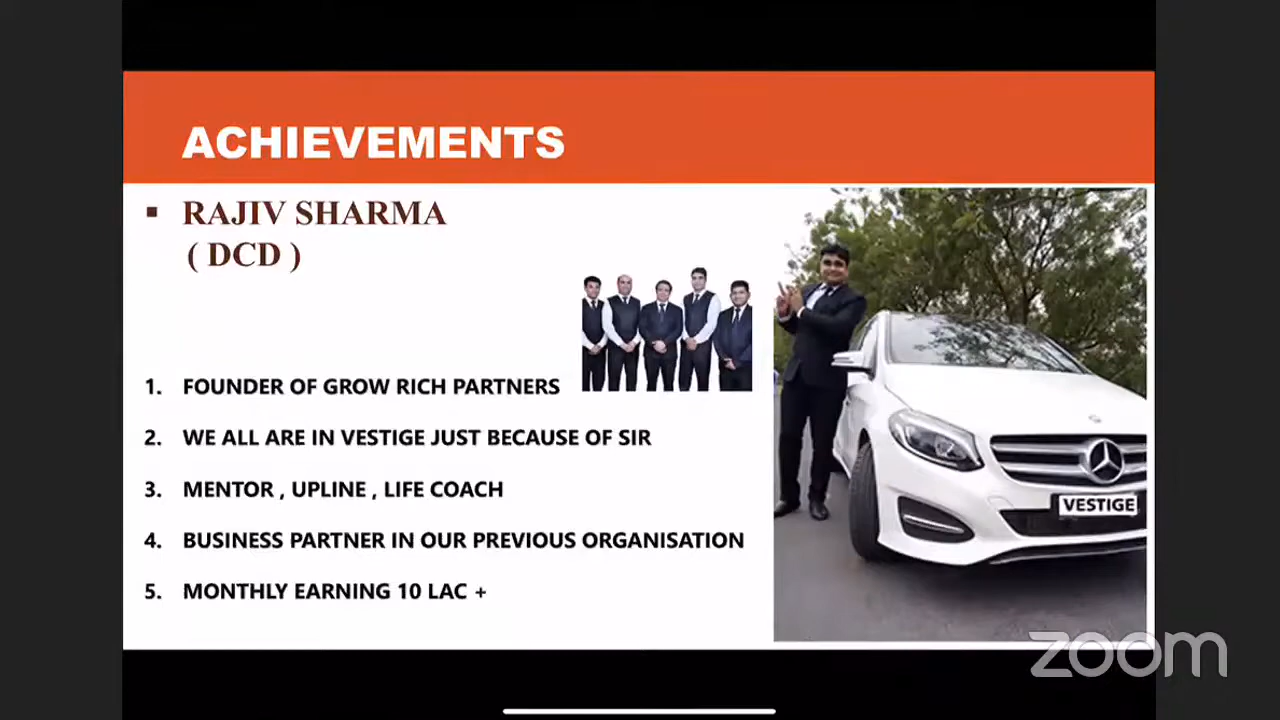 ACHIEVEMENTS
▪ RAJIV SHARMA
( DCD )
1. FOUNDER OF GROW RICH PARTNERS
2. WE ALL ARE IN VESTIGE JUST BECAUSE OF SIR
3. MENTOR , UPLINE , LIFE COACH
4. BUSINESS PARTNER IN OUR PREVIOUS ORGANISATION
5. MONTHLY EARNING 10 LAC +
VESTIGE
zoom